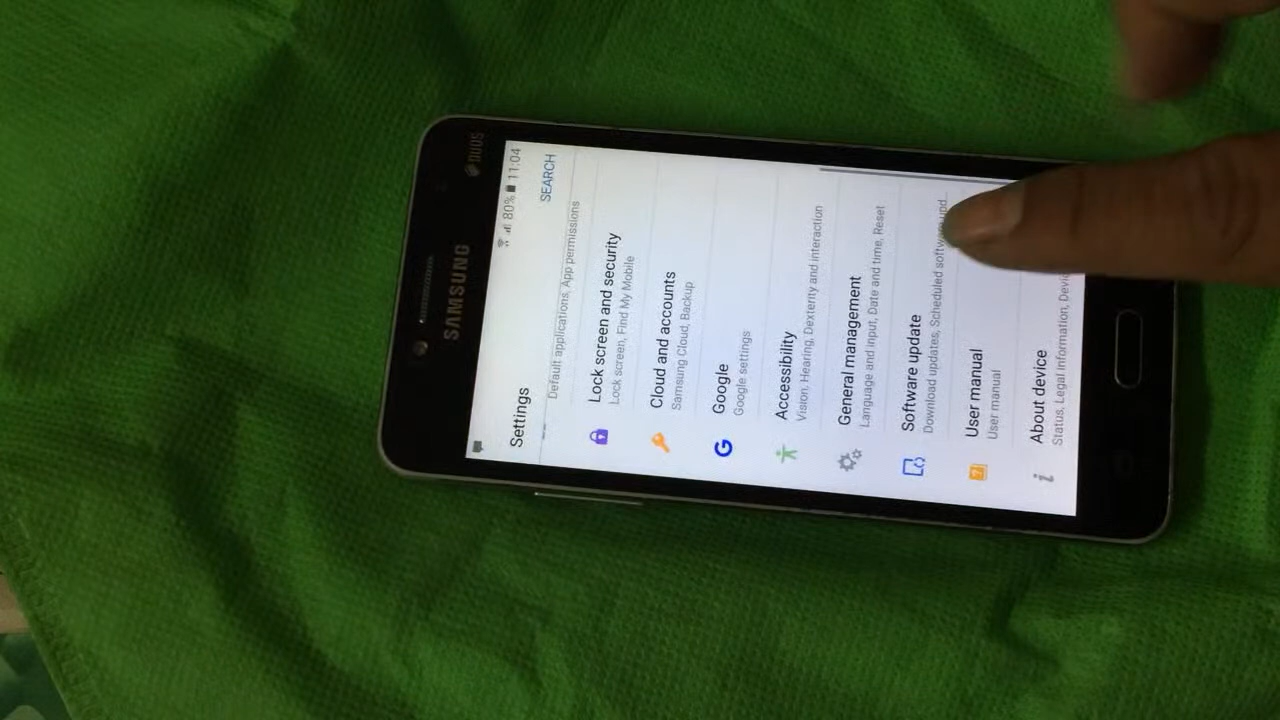 DUOS
SAMSUNG
80% 11:04
Settings
SEARCH
Default applications, App permissions
Lock screen and security
Lock screen, Find My Mobile
Cloud and accounts
Samsung Cloud, Backup
Google
Google settings
Accessibility
Vision, Hearing, Dexterity and interaction
General management
Language and input, Date and time, Reset
Software update
Download updates, Scheduled softw upd
User manual
User manual
About device
Status, Legal information, Devic